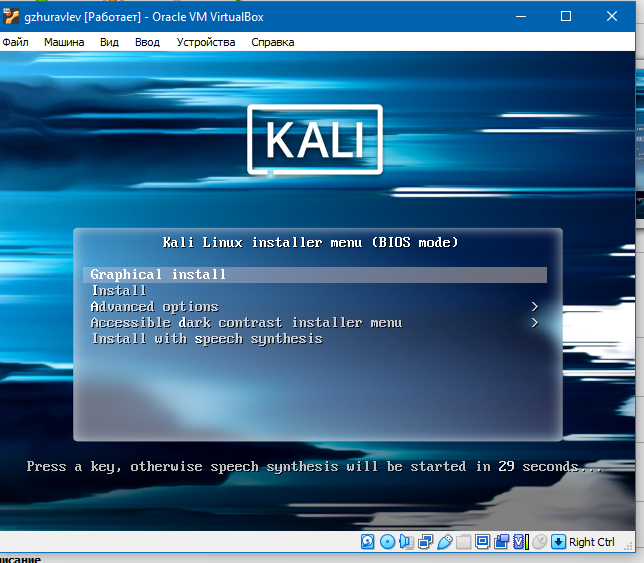 gzhuravlev [Работает] - Oracle VM VirtualBox
Файл Машина Вид Ввод Устройства Справка
KALI
Kali Linux installer menu (BIOS mode)
Graphical install
Install
Advanced options >
Accessible dark contrast installer menu >
Install with speech synthesis
Press a key, otherwise speech synthesis will be started in 29 seconds...
Right Ctrl